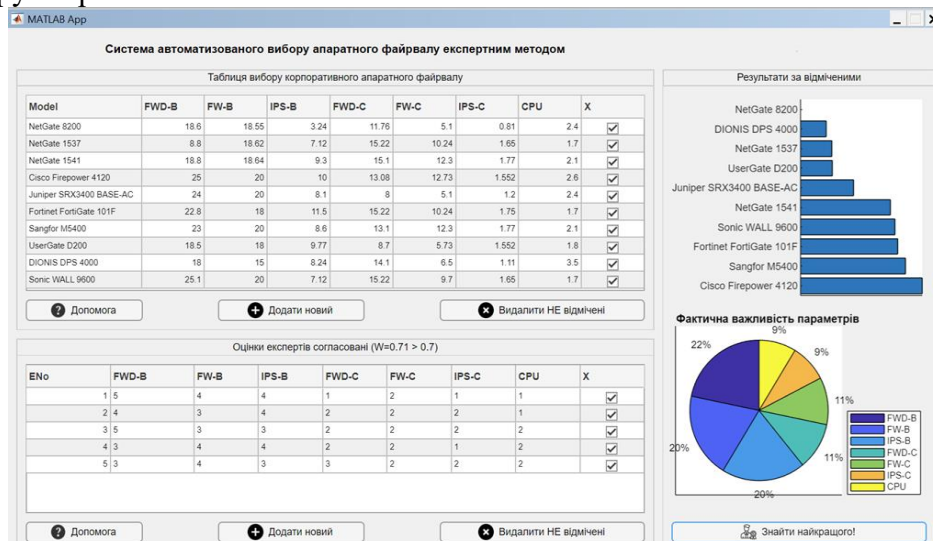 MATLAB App
Система автоматизованого вибору апаратного файрвалу експертним методом
Таблиця вибору корпоративного апаратного файрвалу
Model FWD-B FW-B IPS-B FWD-C FW-C IPS-C CPU X
NetGate 8200 18.6 18.55 3.24 11.76 5.1 0.81 2.4
NetGate 1537 8.8 18.62 7.12 15.22 10.24 1.65 1.7
NetGate 1541 18.8 18.64 9.3 15.1 12.3 1.77 2.1
Cisco Firepower 4120 25 20 10 13.08 12.73 1.552 2.6
Juniper SRX3400 BASE-AC 24 20 8.1 8 5.1 1.2 2.4
Fortinet FortiGate 101F 22.8 18 11.5 15.22 10.24 1.75 1.7
Sangfor M5400 23 20 8.6 13.1 12.3 1.77 2.1
UserGate D200 18.5 18 9.77 8.7 5.73 1.552 1.8
DIONIS DPS 4000 18 15 8.24 14.1 6.5 1.11 3.5
Sonic WALL 9600 25.1 20 7.12 15.22 9.7 1.65 1.7
Допомога Додати новий Видалити НЕ відмічені
Оцінки експертів согласовані (W=0.71 > 0.7)
ENo FWD-B FW-B IPS-B FWD-C FW-C IPS-C CPU X
1 5 4 4 1 2 1 1
2 4 3 4 2 2 2 1
3 5 3 3 2 2 2 2
4 3 4 4 2 2 1 2
5 3 4 3 3 2 2 2
Допомога Додати новий Видалити НЕ відмічені
Результати за відміченими
NetGate 8200
DIONIS DPS 4000
NetGate 1537
UserGate D200
Juniper SRX3400 BASE-AC
NetGate 1541
Sonic WALL 9600
Fortinet FortiGate 101F
Sangfor M5400
Cisco Firepower 4120
Фактична важливість параметрів
9%
22%
9%
11%
11%
20%
20%
FWD-B
FW-B
IPS-B
FWD-C
FW-C
IPS-C
CPU
Знайти найкращого!